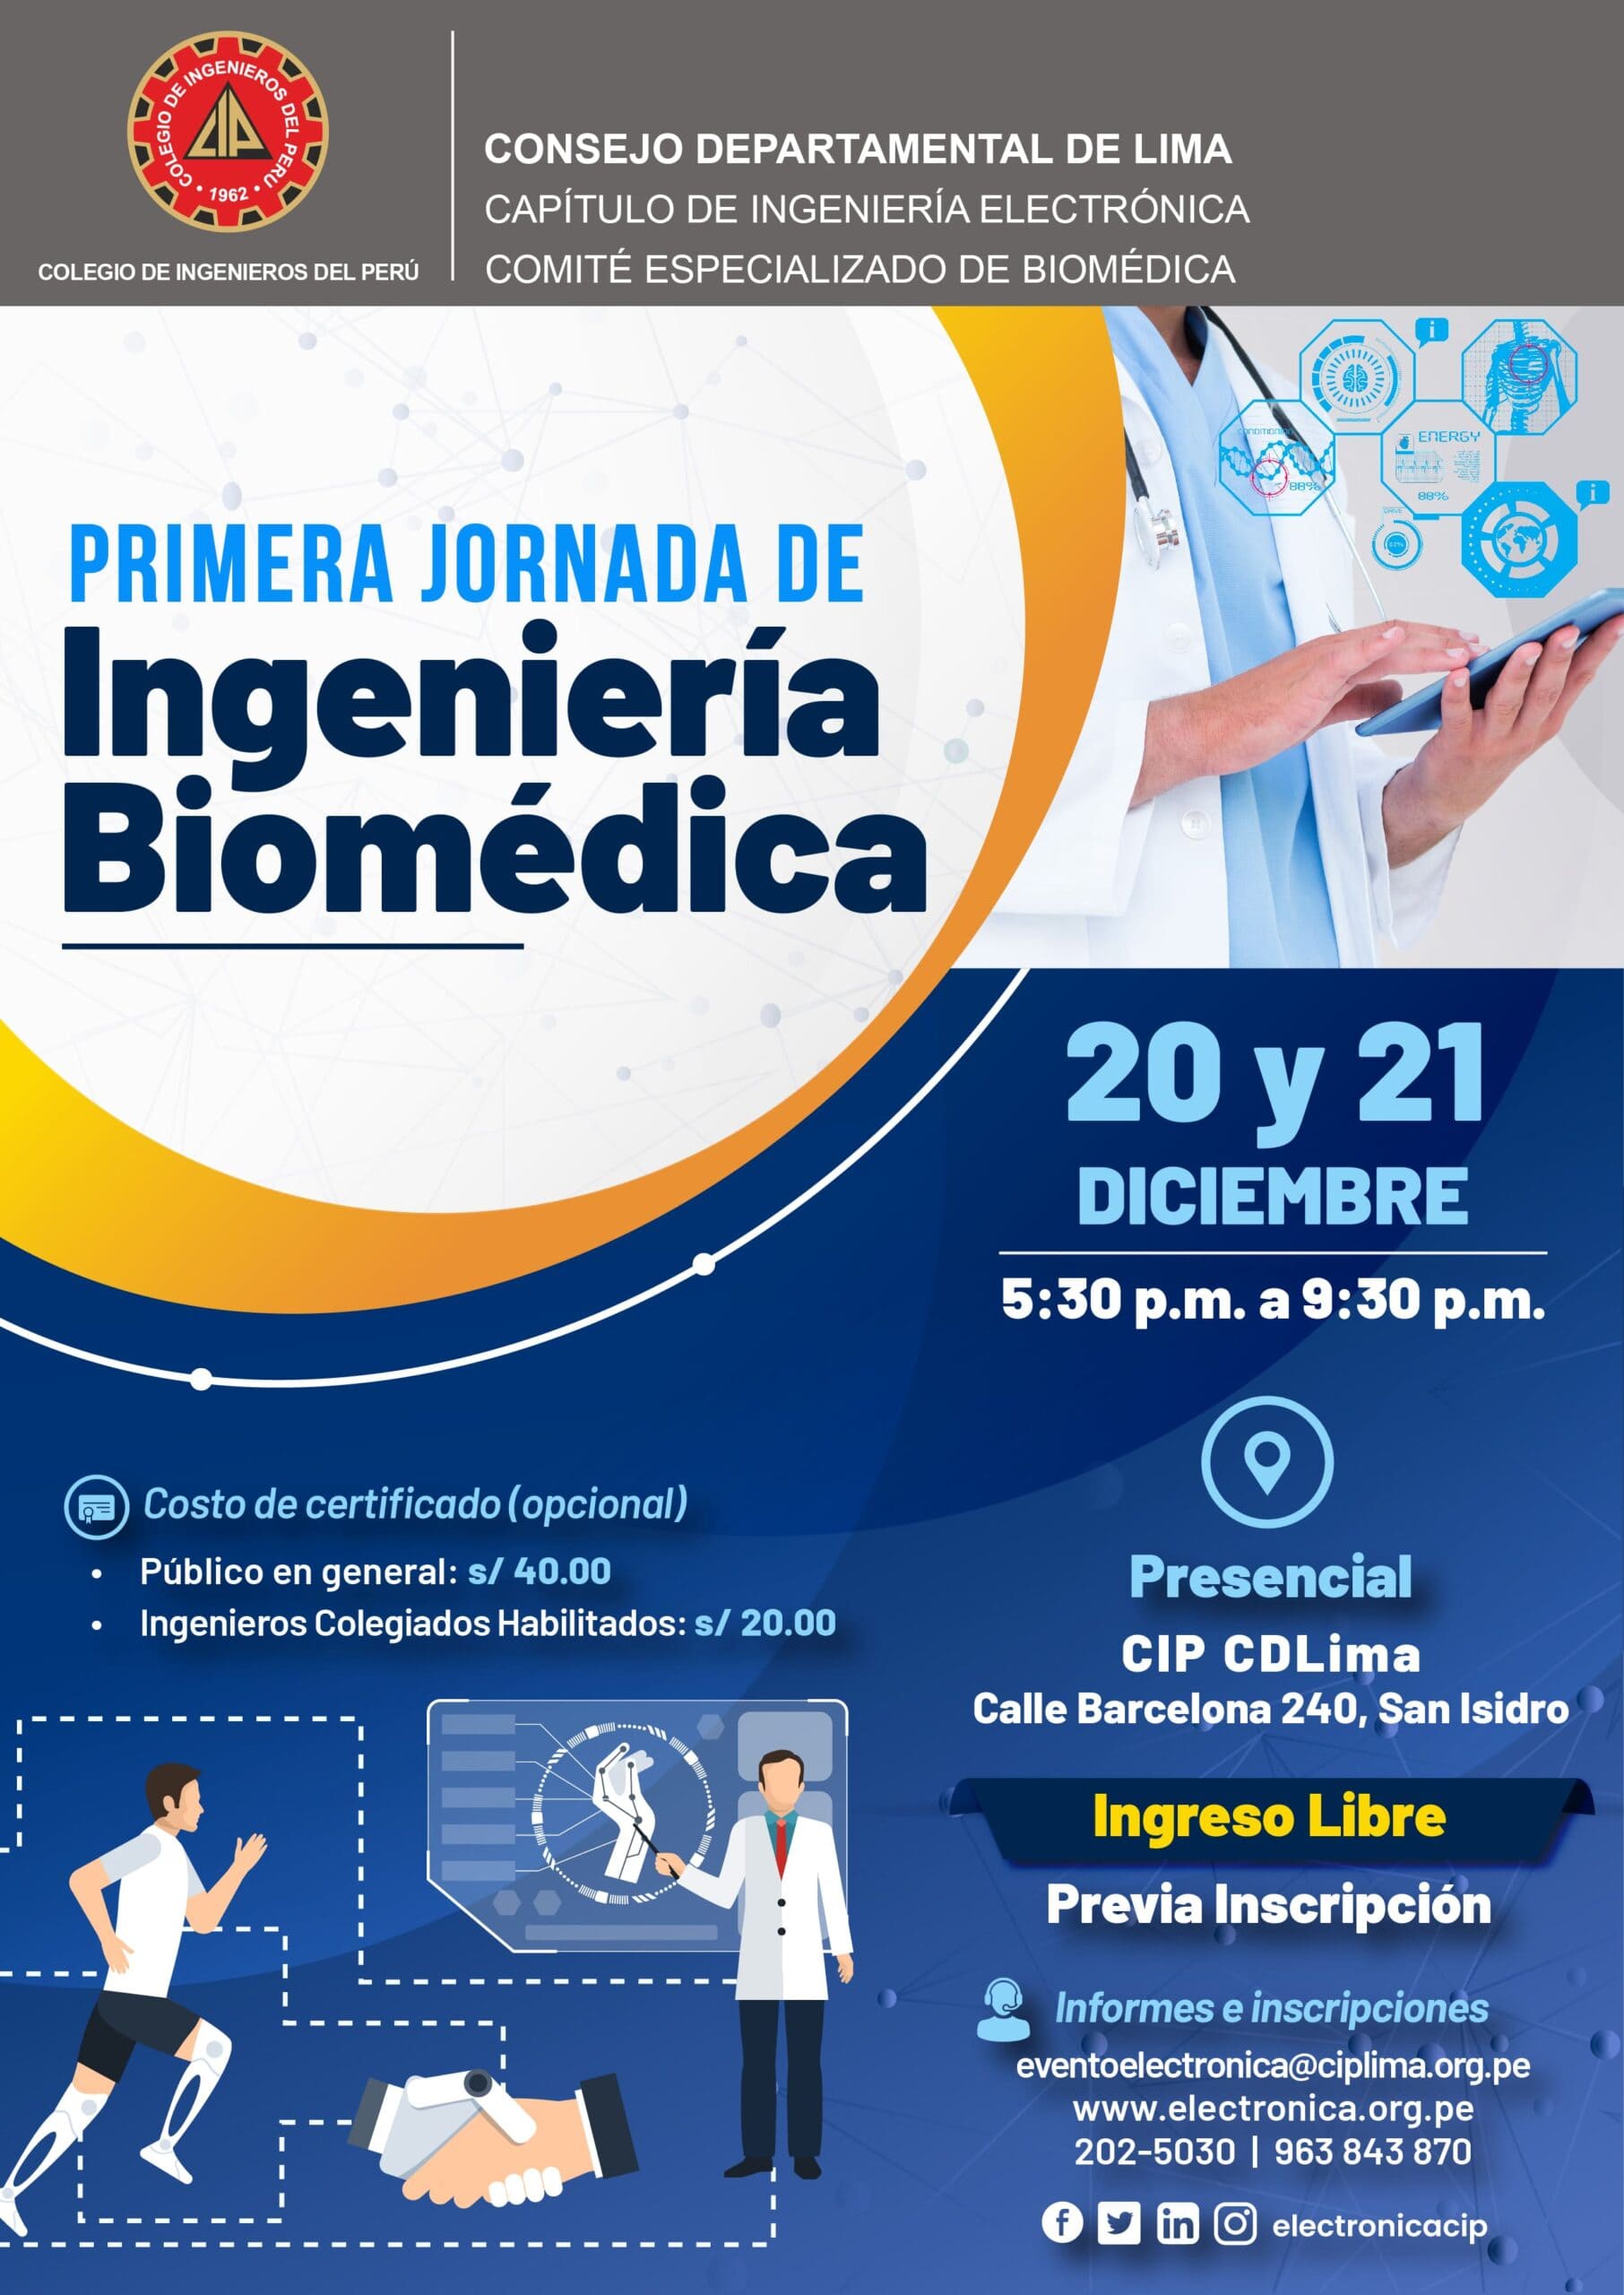 COLEGIO DE INGENIEROS DEL PERU
CIP
• 1962 •
COLEGIO DE INGENIEROS DEL PERÚ
CONSEJO DEPARTAMENTAL DE LIMA
CAPÍTULO DE INGENIERÍA ELECTRÓNICA
COMITÉ ESPECIALIZADO DE BIOMÉDICA
i
CONDITION
88%
ENERGY
88%
i
PRIMERA JORNADA DE
Ingeniería
Biomédica
20 y 21
DICIEMBRE
5:30 p.m. a 9:30 p.m.
Costo de certificado (opcional)
• Público en general: s/ 40.00
• Ingenieros Colegiados Habilitados: s/ 20.00
Presencial
CIP CDLima
Calle Barcelona 240, San Isidro
Ingreso Libre
Previa Inscripción
Informes e inscripciones
eventoelectronica@ciplima.org.pe
www.electronica.org.pe
202-5030 | 963 843 870
electronicacip